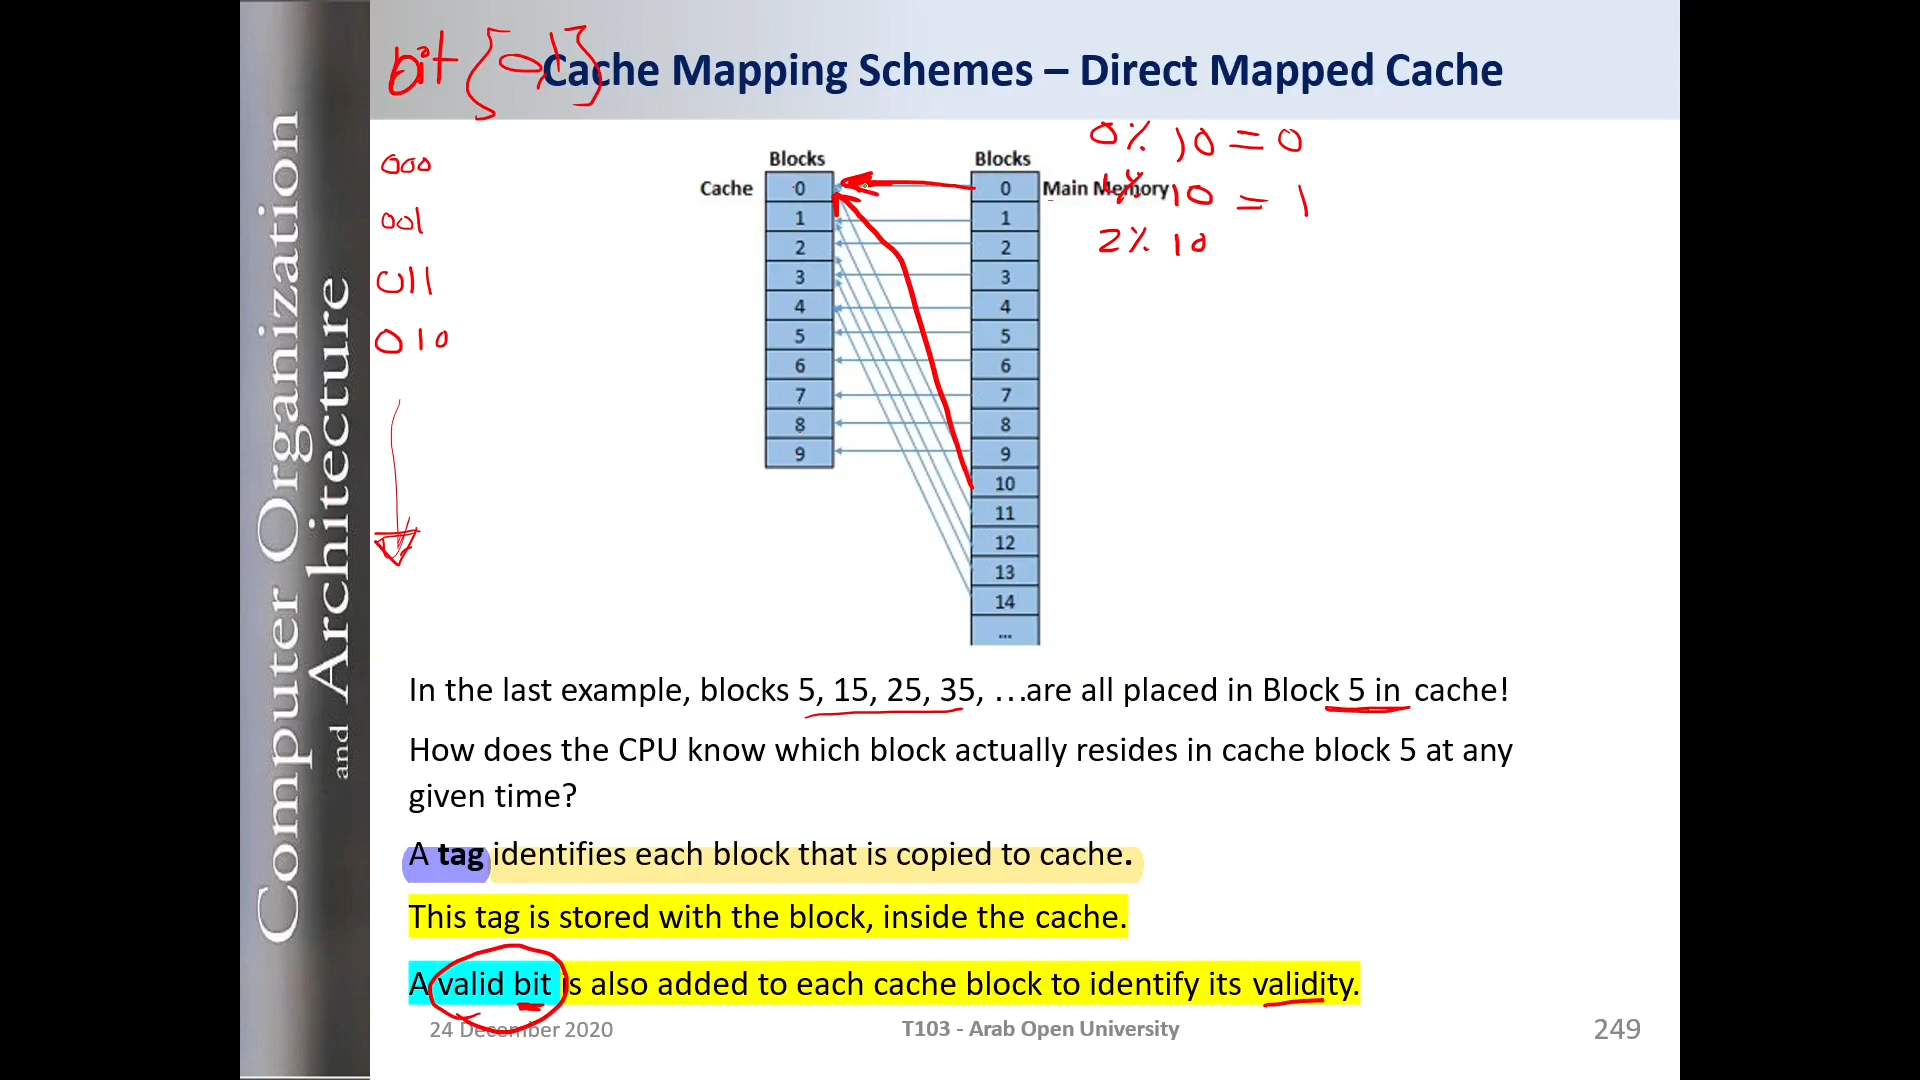 Computer Organization
and Architecture
bit {0,1}
Cache Mapping Schemes – Direct Mapped Cache
000
001
011
010
0 % 10 = 0
1 % 10 = 1
2 % 10
Blocks
Blocks
Cache
Main Memory
0
1
2
3
4
5
6
7
8
9
0
1
2
3
4
5
6
7
8
9
10
11
12
13
14
...
In the last example, blocks 5, 15, 25, 35, …are all placed in Block 5 in cache!
How does the CPU know which block actually resides in cache block 5 at any
given time?
A tag identifies each block that is copied to cache.
This tag is stored with the block, inside the cache.
A valid bit is also added to each cache block to identify its validity.
24 December 2020
T103 - Arab Open University
249